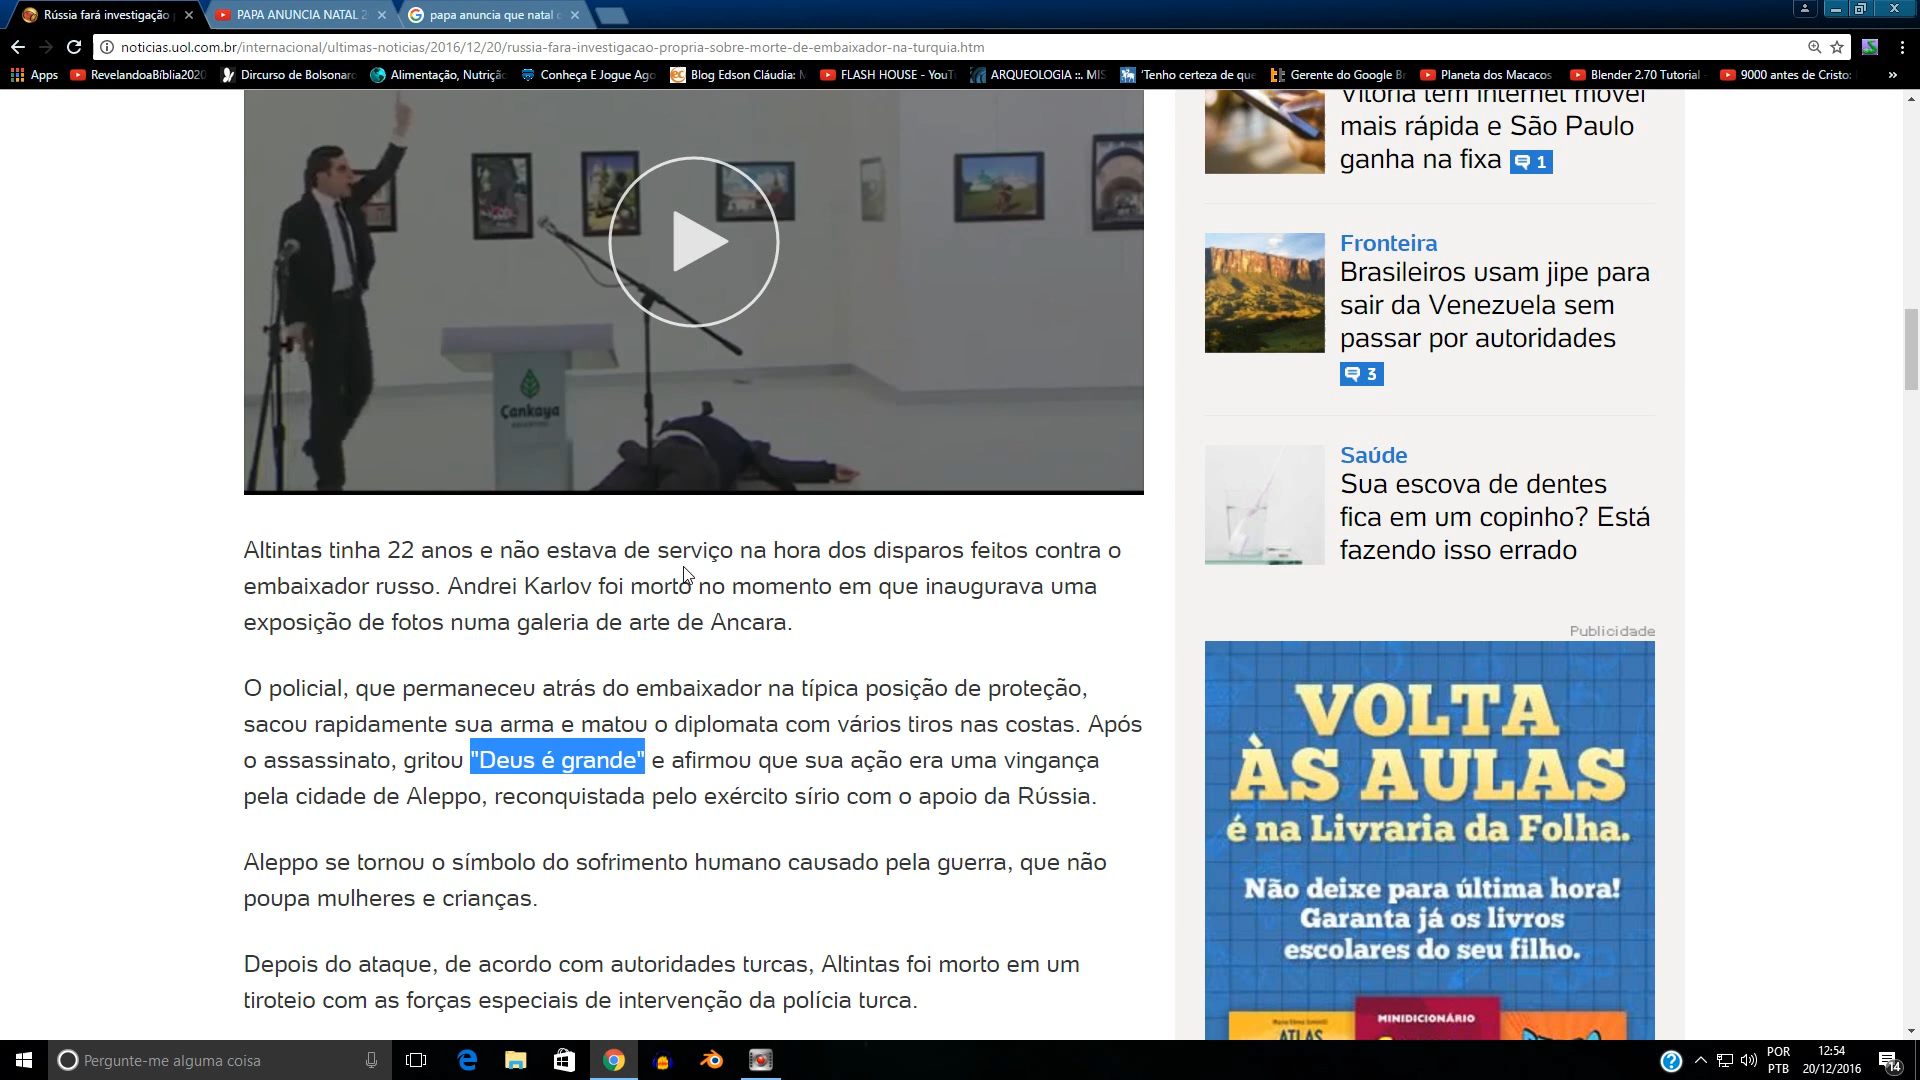 Rússia fará investigação
PAPA ANUNCIA NATAL 2
papa anuncia que natal
noticias.uol.com.br/internacional/ultimas-noticias/2016/12/20/russia-fara-investigacao-propria-sobre-morte-de-embaixador-na-turquia.htm
Apps
RevelandoaBíblia2020
Dircurso de Bolsonaro
Alimentação, Nutrição
Conheça E Jogue Ago
Blog Edson Cláudia: M
FLASH HOUSE - YouT
ARQUEOLOGIA ::. MIS
'Tenho certeza de que
Gerente do Google Br
Planeta dos Macacos
Blender 2.70 Tutorial
9000 antes de Cristo:
»
Çankaya
Altintas tinha 22 anos e não estava de serviço na hora dos disparos feitos contra o
embaixador russo. Andrei Karlov foi morto no momento em que inaugurava uma
exposição de fotos numa galeria de arte de Ancara.
O policial, que permaneceu atrás do embaixador na típica posição de proteção,
sacou rapidamente sua arma e matou o diplomata com vários tiros nas costas. Após
o assassinato, gritou "Deus é grande" e afirmou que sua ação era uma vingança
pela cidade de Aleppo, reconquistada pelo exército sírio com o apoio da Rússia.
Aleppo se tornou o símbolo do sofrimento humano causado pela guerra, que não
poupa mulheres e crianças.
Depois do ataque, de acordo com autoridades turcas, Altintas foi morto em um
tiroteio com as forças especiais de intervenção da polícia turca.
Vitória tem internet móvel
mais rápida e São Paulo
ganha na fixa 1
Fronteira
Brasileiros usam jipe para
sair da Venezuela sem
passar por autoridades
3
Saúde
Sua escova de dentes
fica em um copinho? Está
fazendo isso errado
Publicidade
VOLTA
ÀS AULAS
é na Livraria da Folha.
Não deixe para última hora!
Garanta já os livros
escolares do seu filho.
ATLAS
MINIDICIONÁRIO
Pergunte-me alguma coisa
POR
PTB
12:54
20/12/2016
14